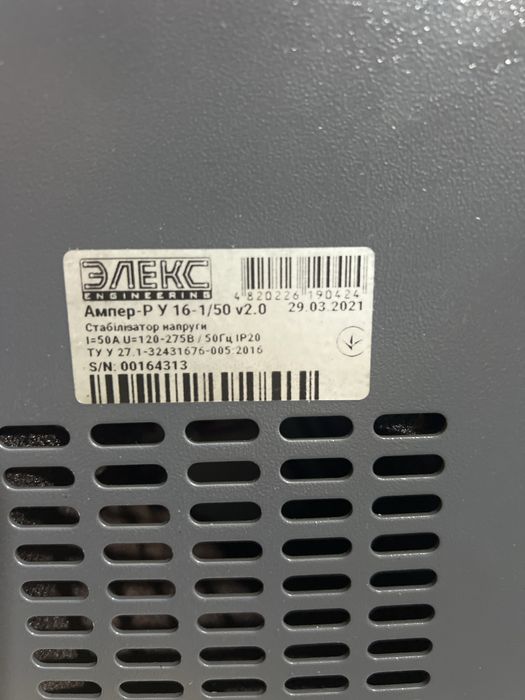 ЭЛЕКС
ENGINEERING
4 820226 190424
Ампер-Р У 16-1/50 v2.0 29.03.2021
Стабілізатор напруги
I=50A U=120-275В / 50Гц IP20
ТУ У 27.1-32431676-005:2016
S/N: 00164313